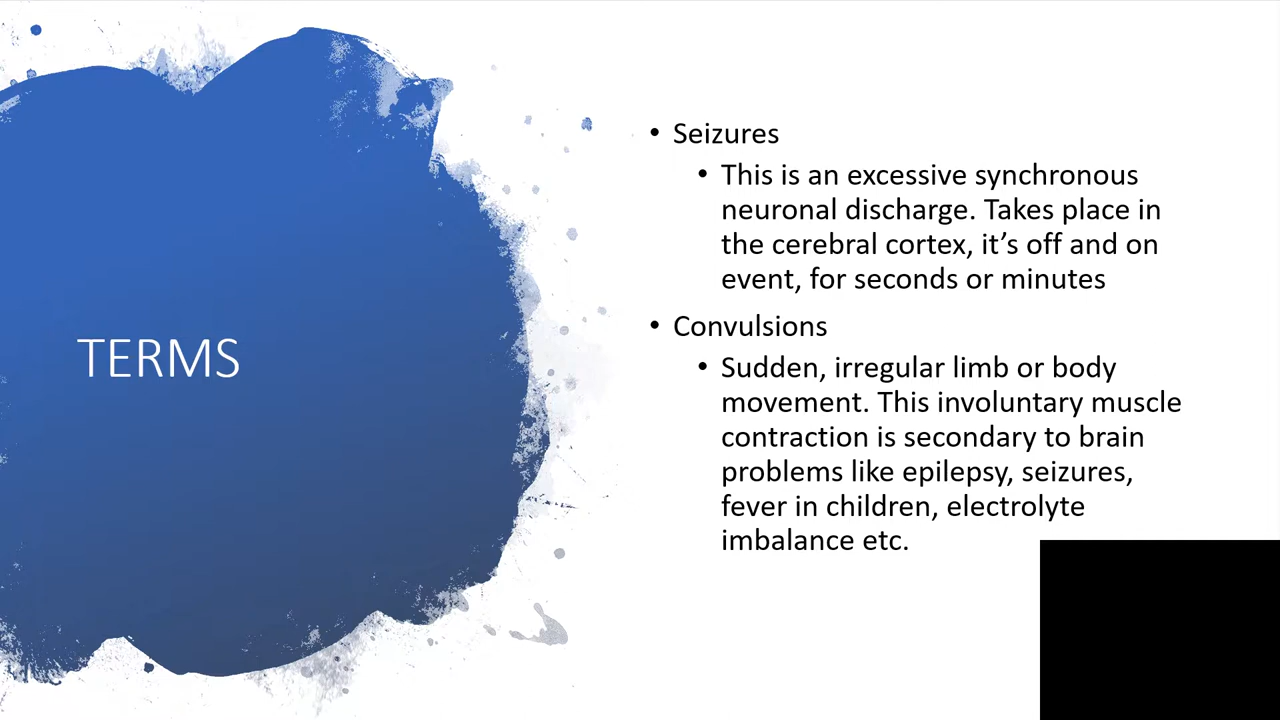 TERMS
• Seizures
• This is an excessive synchronous
neuronal discharge. Takes place in
the cerebral cortex, it’s off and on
event, for seconds or minutes
• Convulsions
• Sudden, irregular limb or body
movement. This involuntary muscle
contraction is secondary to brain
problems like epilepsy, seizures,
fever in children, electrolyte
imbalance etc.